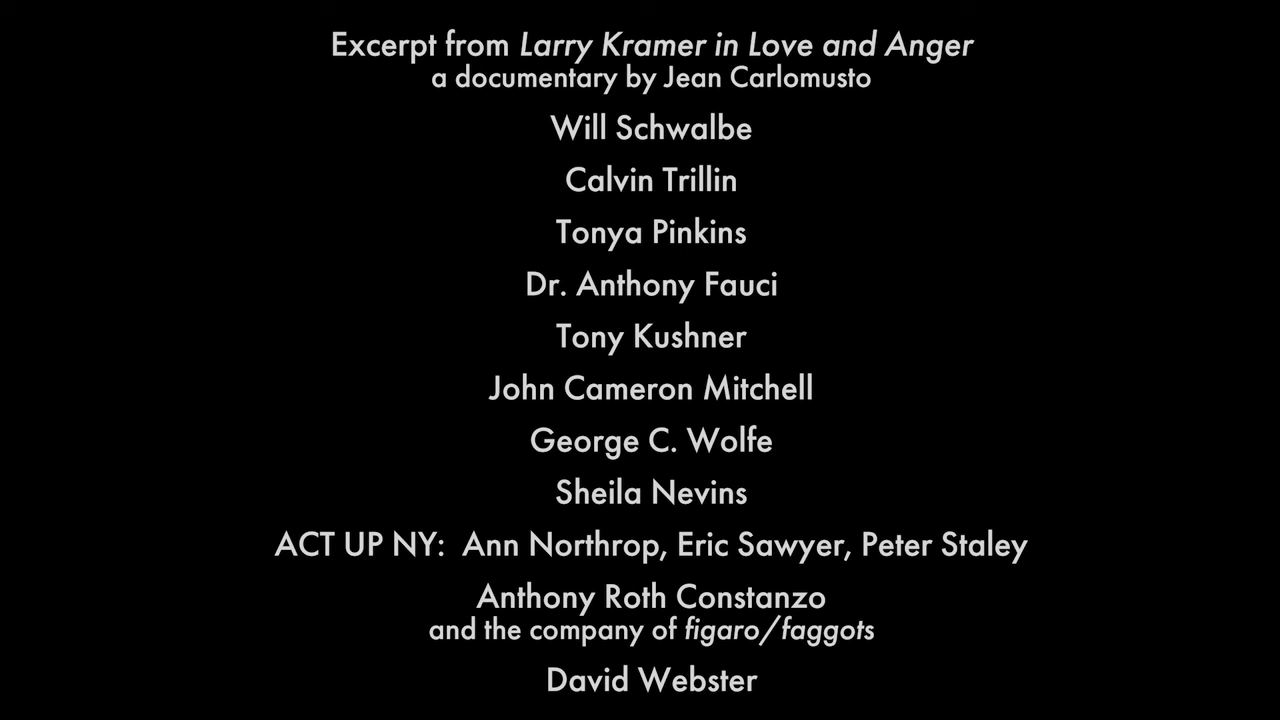 Excerpt from Larry Kramer in Love and Anger
a documentary by Jean Carlomusto
Will Schwalbe
Calvin Trillin
Tonya Pinkins
Dr. Anthony Fauci
Tony Kushner
John Cameron Mitchell
George C. Wolfe
Sheila Nevins
ACT UP NY:  Ann Northrop, Eric Sawyer, Peter Staley
Anthony Roth Constanzo
and the company of figaro/faggots
David Webster